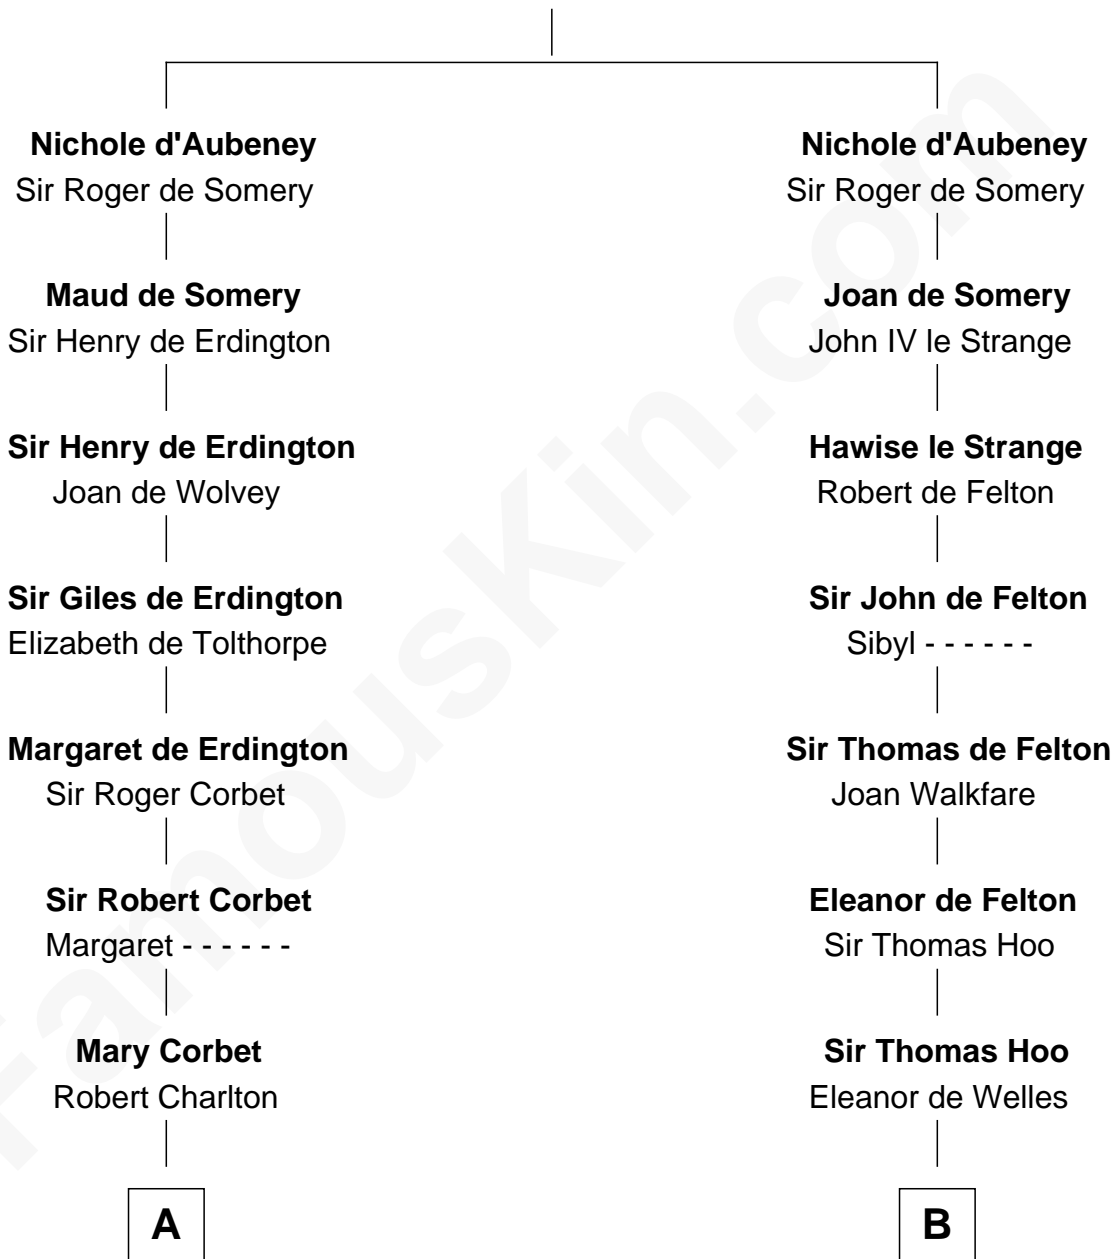 Nichole d'Aubeney
Sir Roger de Somery
Maud de Somery
Sir Henry de Erdington
Sir Henry de Erdington
Joan de Wolvey
Sir Giles de Erdington
Elizabeth de Tolthorpe
Margaret de Erdington
Sir Roger Corbet
Sir Robert Corbet
Margaret - - - - - -
Mary Corbet
Robert Charlton
A
Nichole d'Aubeney
Sir Roger de Somery
Joan de Somery
John IV le Strange
Hawise le Strange
Robert de Felton
Sir John de Felton
Sibyl - - - - - -
Sir Thomas de Felton
Joan Walkfare
Eleanor de Felton
Sir Thomas Hoo
Sir Thomas Hoo
Eleanor de Welles
B
FamousKin.com